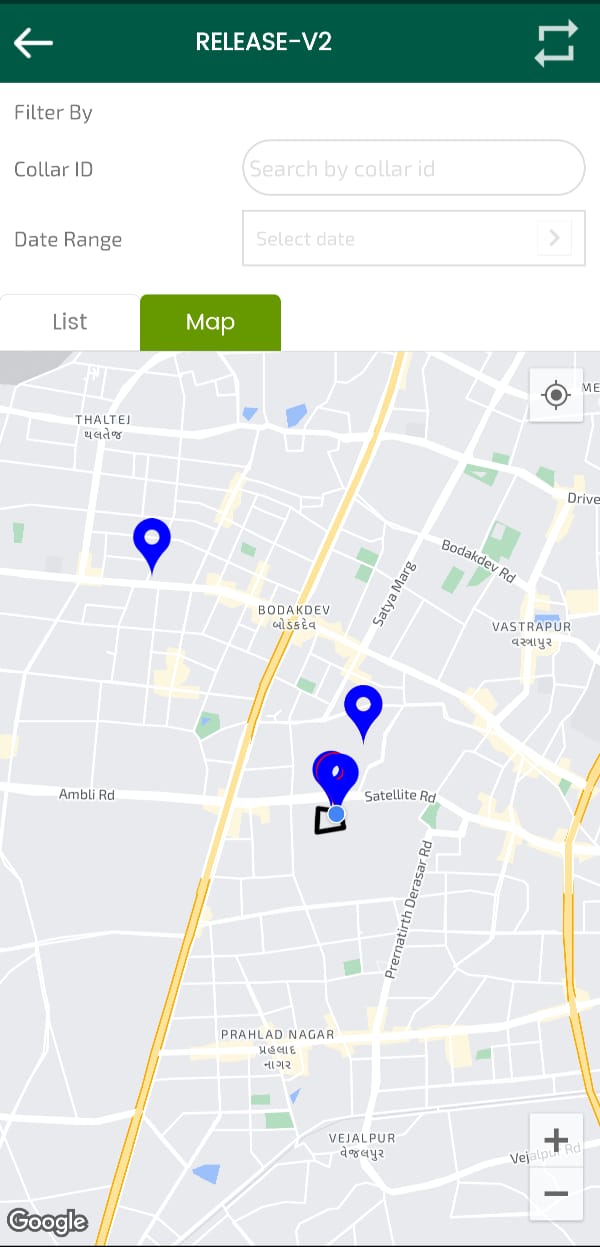 RELEASE-V2
Filter By
Collar ID
Search by collar id
Date Range
Select date
List
Map
ME
THALTEJ
થલતેજ
Drive
Bodakdev Rd
Satya Marg
BODAKDEV
બોડકદેવ
VASTRAPUR
વસ્ત્રાપુર
Ambli Rd
Satellite Rd
Prernatirth Derasar Rd
PRAHLAD NAGAR
પ્રહલાદ
નાગર
VEJALPUR
વેજલપુર
Vejalpur Rd
Google